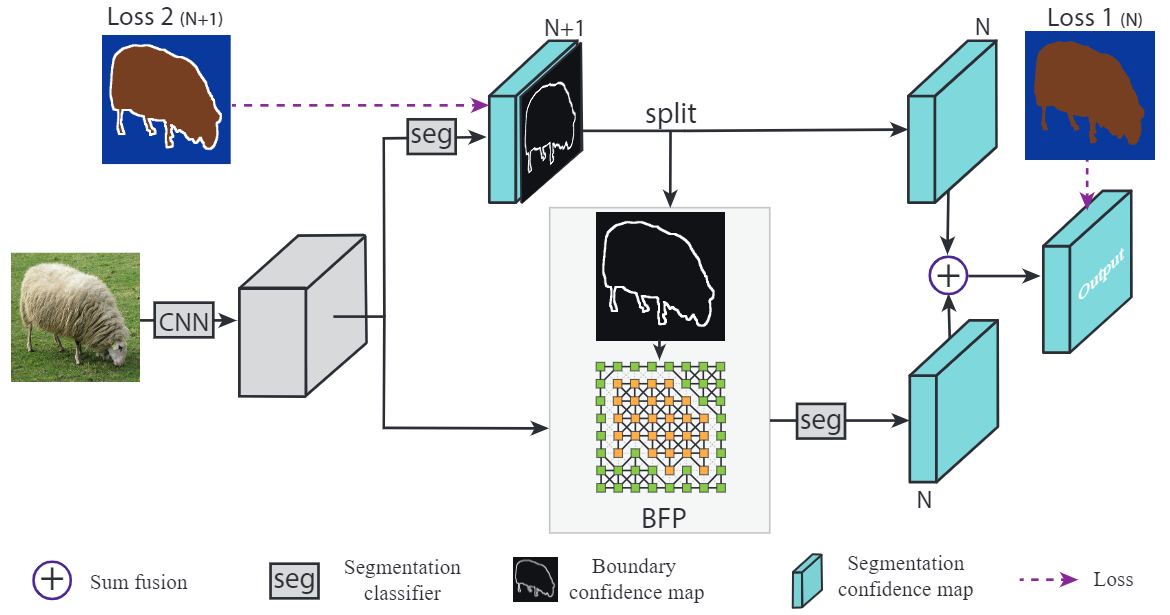 Loss 2 (N+1)
N+1
N
Loss 1 (N)
seg
split
CNN
Output
seg
N
BFP
Sum fusion
seg
Segmentation
classifier
Boundary
confidence map
Segmentation
confidence map
Loss